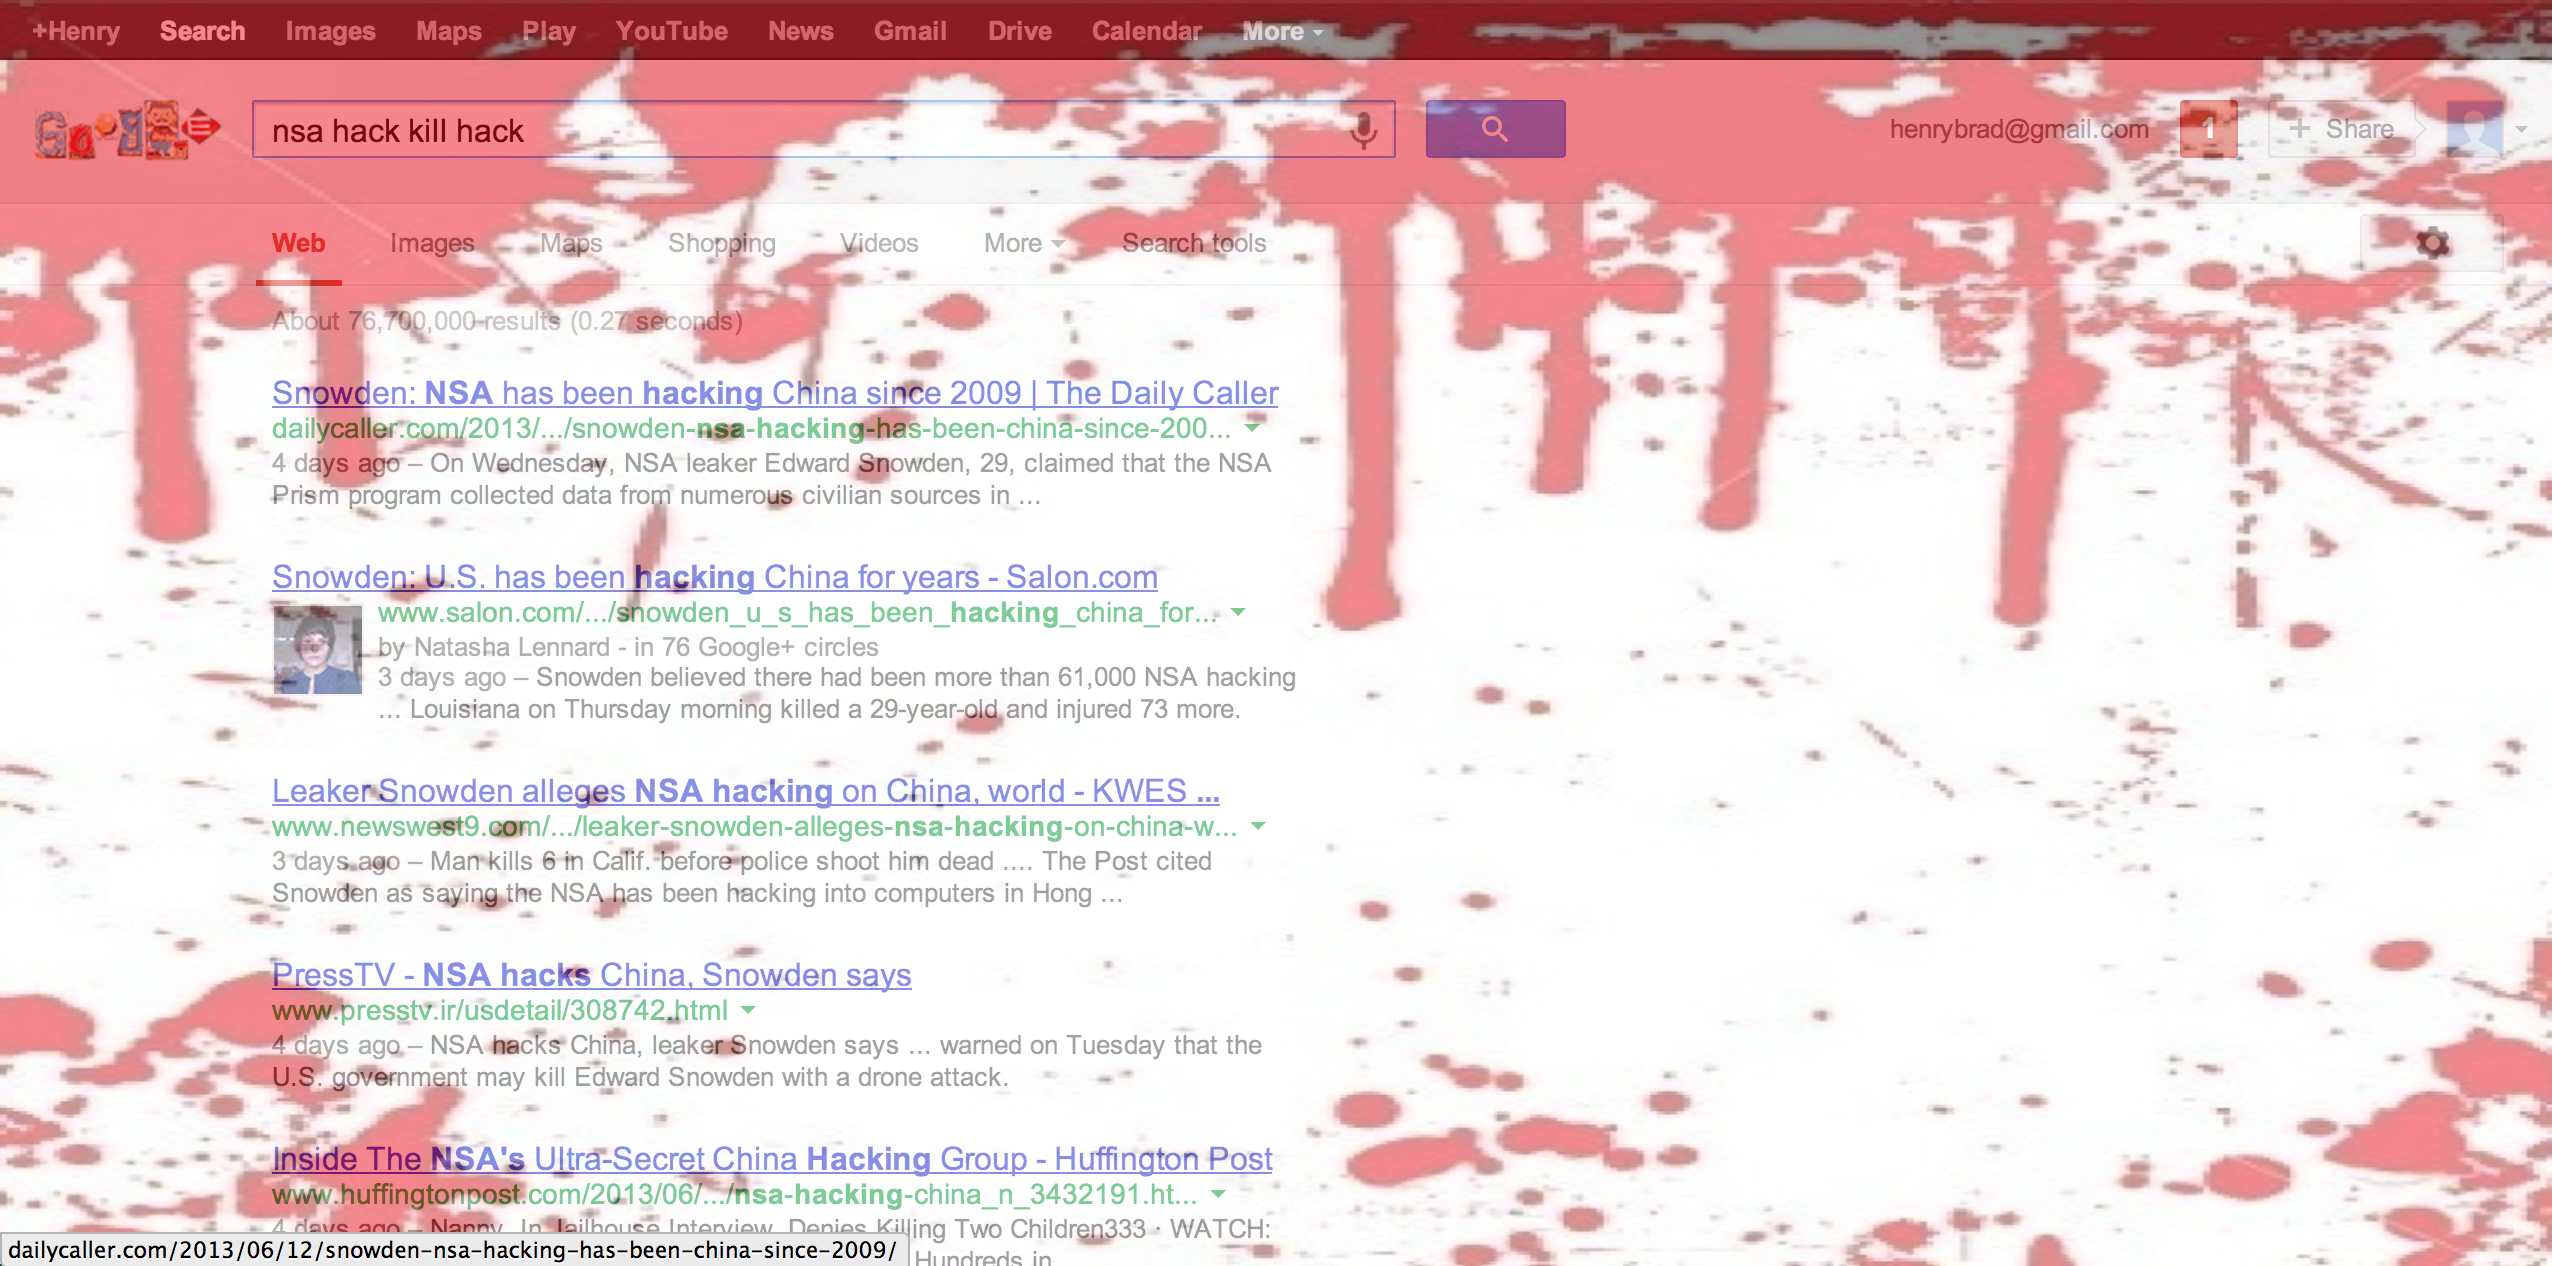 +Henry Search Images Maps Play YouTube News Gmail Drive Calendar More
nsa hack kill hack
henrybrad@gmail.com 1 + Share
Web Images Maps Shopping Videos More Search tools
About 76,700,000 results (0.27 seconds)
Snowden: NSA has been hacking China since 2009 | The Daily Caller
dailycaller.com/2013/.../snowden-nsa-hacking-has-been-china-since-200...
4 days ago – On Wednesday, NSA leaker Edward Snowden, 29, claimed that the NSA
Prism program collected data from numerous civilian sources in ...
Snowden: U.S. has been hacking China for years - Salon.com
www.salon.com/.../snowden_u_s_has_been_hacking_china_for...
by Natasha Lennard - in 76 Google+ circles
3 days ago – Snowden believed there had been more than 61,000 NSA hacking
... Louisiana on Thursday morning killed a 29-year-old and injured 73 more.
Leaker Snowden alleges NSA hacking on China, world - KWES ...
www.newswest9.com/.../leaker-snowden-alleges-nsa-hacking-on-china-w...
3 days ago – Man kills 6 in Calif. before police shoot him dead .... The Post cited
Snowden as saying the NSA has been hacking into computers in Hong ...
PressTV - NSA hacks China, Snowden says
www.presstv.ir/usdetail/308742.html
4 days ago – NSA hacks China, leaker Snowden says ... warned on Tuesday that the
U.S. government may kill Edward Snowden with a drone attack.
Inside The NSA's Ultra-Secret China Hacking Group - Huffington Post
www.huffingtonpost.com/2013/06/.../nsa-hacking-china_n_3432191.ht...
4 days ago – Nanny, In Jailhouse Interview, Denies Killing Two Children333 · WATCH:
Hundreds in
dailycaller.com/2013/06/12/snowden-nsa-hacking-has-been-china-since-2009/